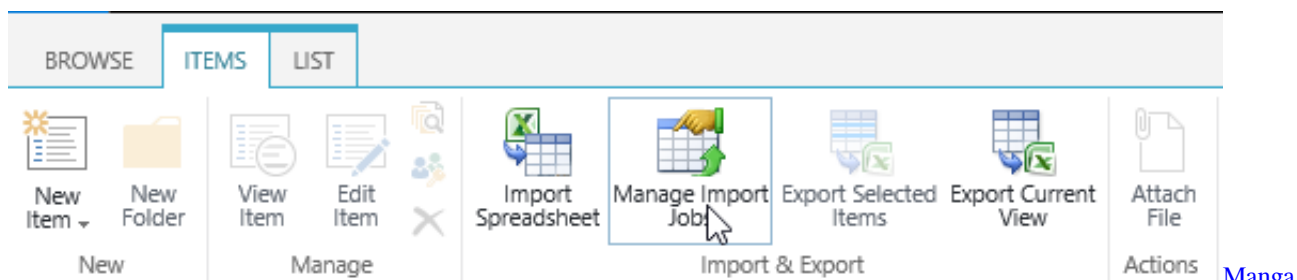 BROWSE ITEMS LIST
New Item
New Folder
View Item
Edit Item
Import Spreadsheet
Manage Import Jobs
Export Selected Items
Export Current View
Attach File
New Manage Import & Export Actions
Manga